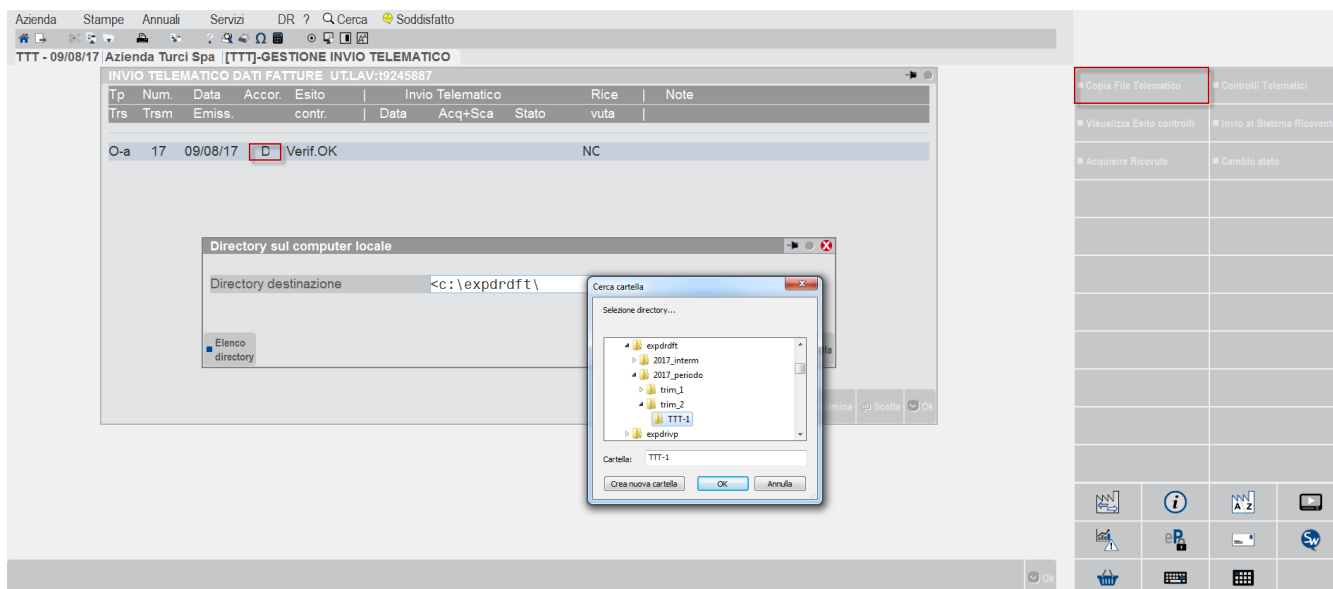 Azienda Stampe Annuali Servizi DR ? Cerca Soddisfatto
TTT - 09/08/17 Azienda Turci Spa [TTT]-GESTIONE INVIO TELEMATICO
INVIO TELEMATICO DATI FATTURE UT.LAV:t9245887
Tp Num. Data Accor. Esito | Invio Telematico Rice | Note
Trs Trsm Emiss. contr. | Data Acq+Sca Stato vuta |
O-a 17 09/08/17 D Verif.OK NC
Directory sul computer locale
Directory destinazione <c:\expdrdft\
Elenco
directory
Cerca cartella
Selezione directory...
expdrdft
2017_interm
2017_periodo
trim_1
trim_2
TTT-1
expdrivp
Cartella: TTT-1
Crea nuova cartella OK Annulla
lla
imina Scelta Ok
Copia File Telematico Controlli Telematici
Visualizza Esito controlli Invio al Sistema Ricevent
Acquisire Ricevute Cambio stato
i A Z
eP Sw
Ok